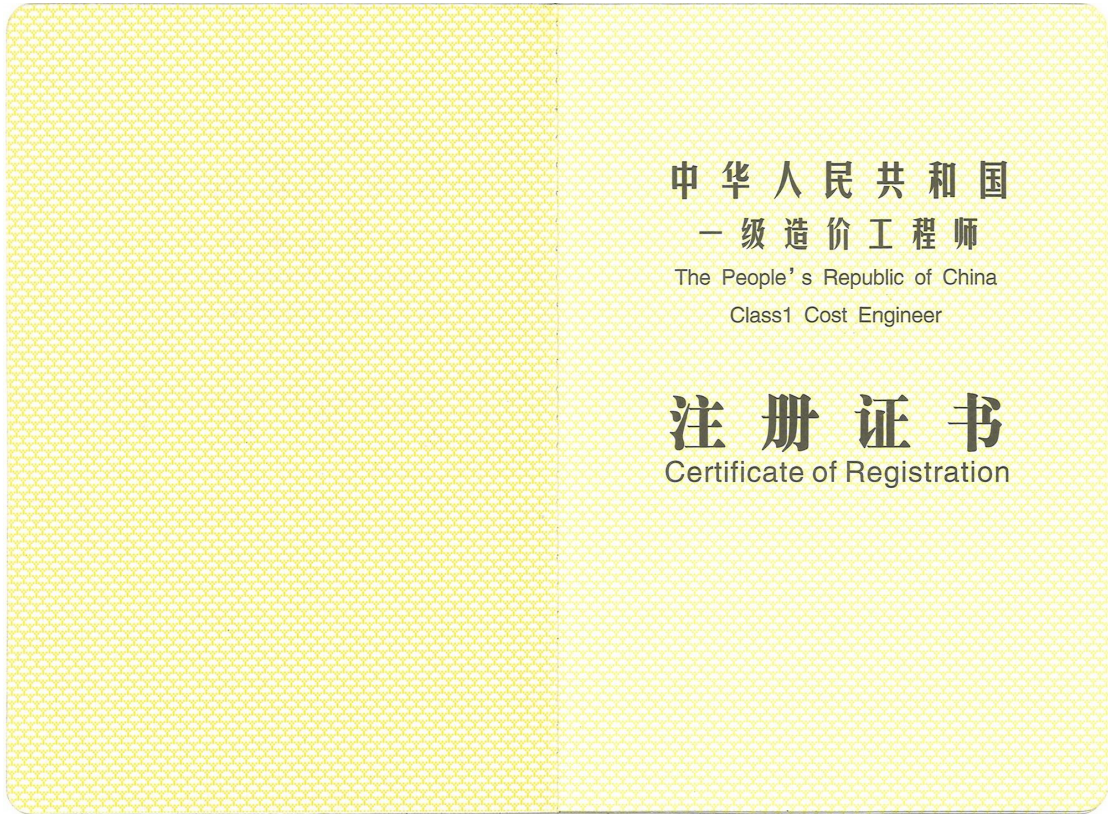 中华人民共和国
一级造价工程师
The People's Republic of China
Class1 Cost Engineer
注册证书
Certificate of Registration